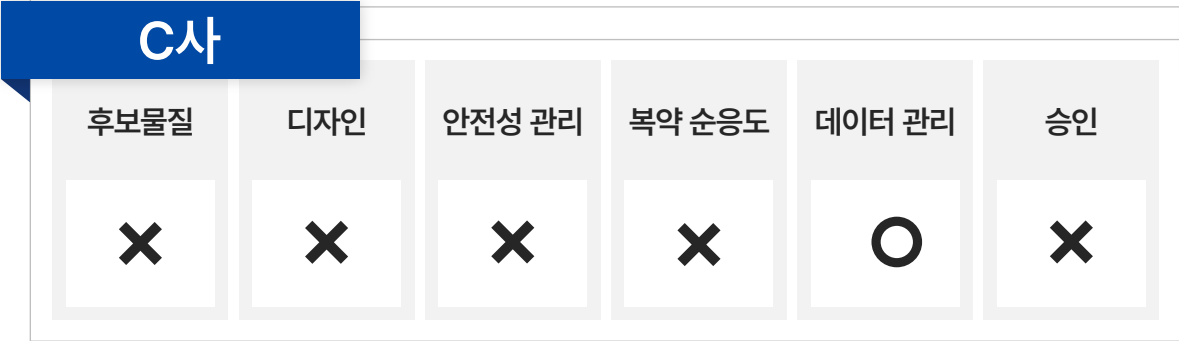 C사
후보물질 디자인 안전성 관리 복약 순응도 데이터 관리 승인
× × × × ○ ×